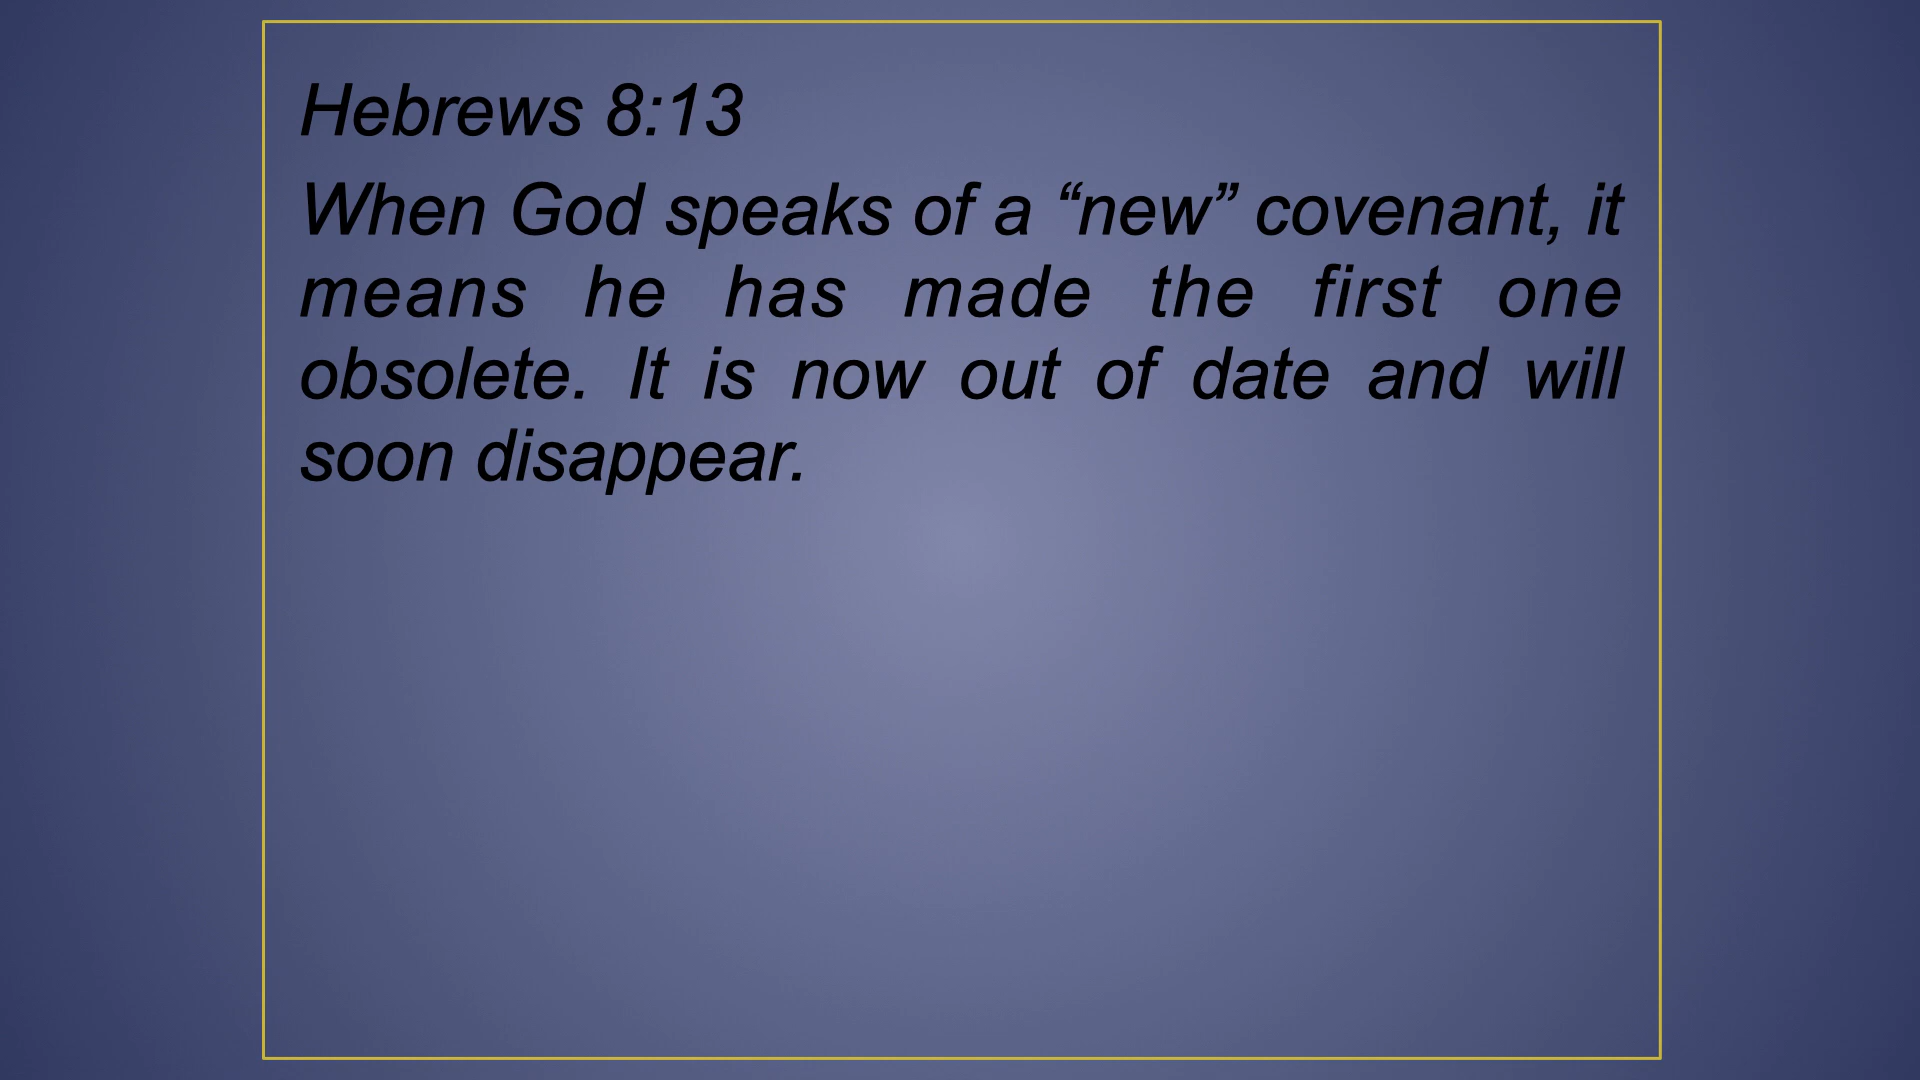 Hebrews 8:13
When God speaks of a “new” covenant, it
means he has made the first one
obsolete. It is now out of date and will
soon disappear.